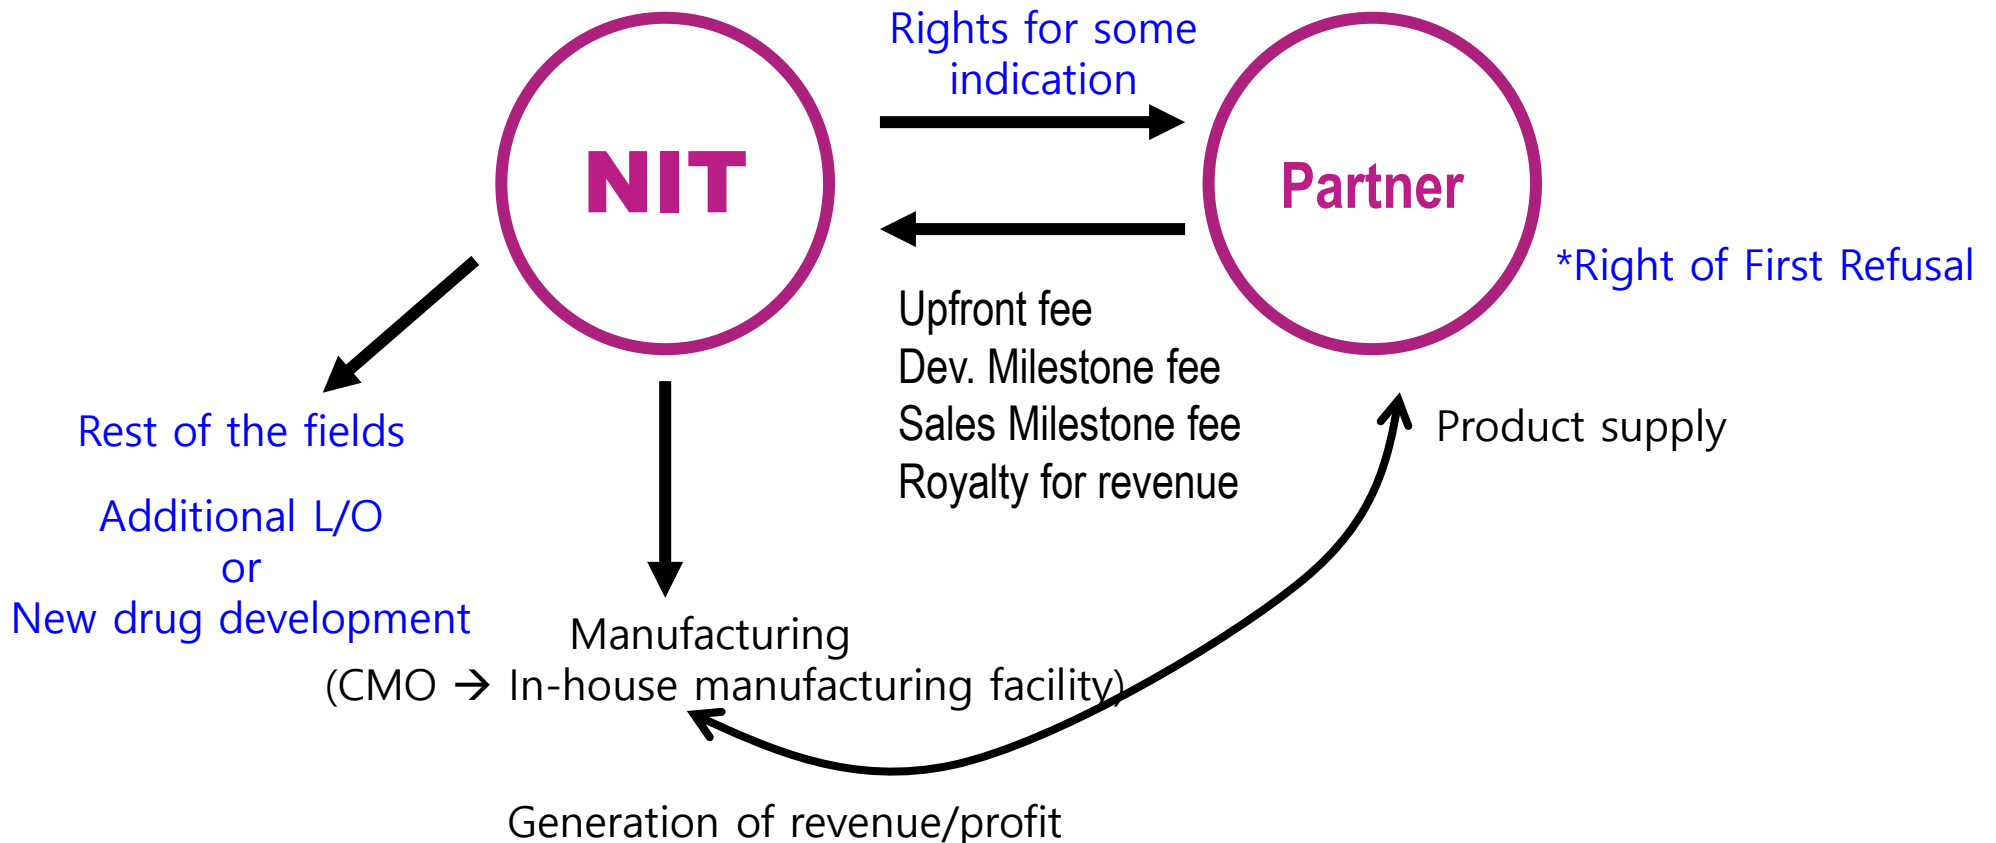 Rights for some
indication
NIT
Partner
*Right of First Refusal
Upfront fee
Dev. Milestone fee
Sales Milestone fee
Royalty for revenue
Rest of the fields
Additional L/O
or
New drug development
Product supply
Manufacturing
(CMO → In-house manufacturing facility)
Generation of revenue/profit